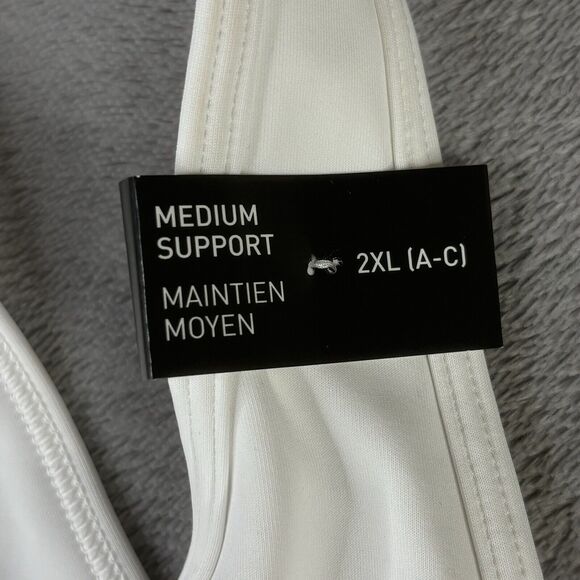 MEDIUM
SUPPORT
MAINTIEN
MOYEN
2XL (A-C)